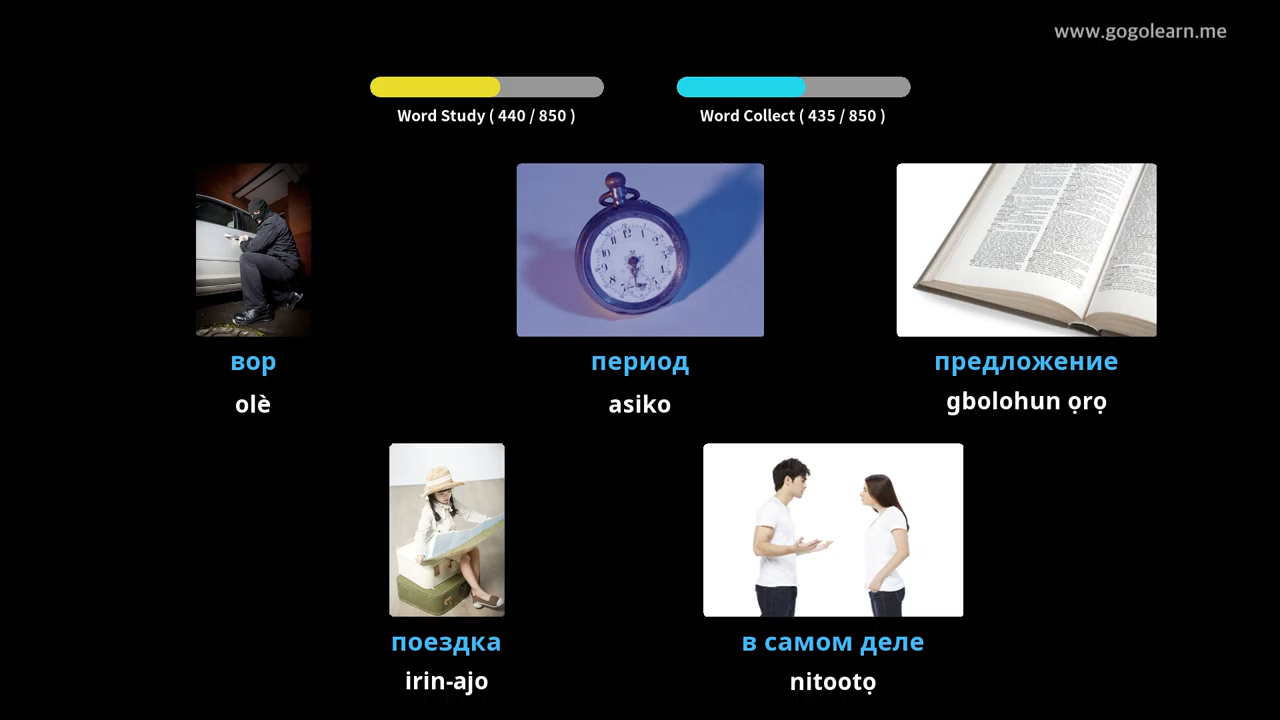 www.gogolearn.me
Word Study ( 440 / 850 )
Word Collect ( 435 / 850 )
вор
olè
период
asiko
предложение
gbolohun ọrọ
поездка
irin-ajo
в самом деле
nitootọ